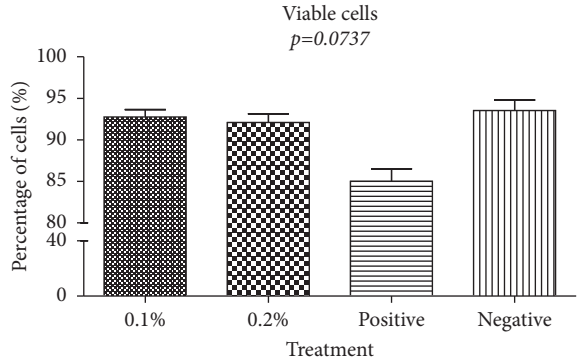 Viable cells
p=0.0737
Percentage of cells (%)
100
95
90
85
80
40
0
0.1%
0.2%
Positive
Negative
Treatment